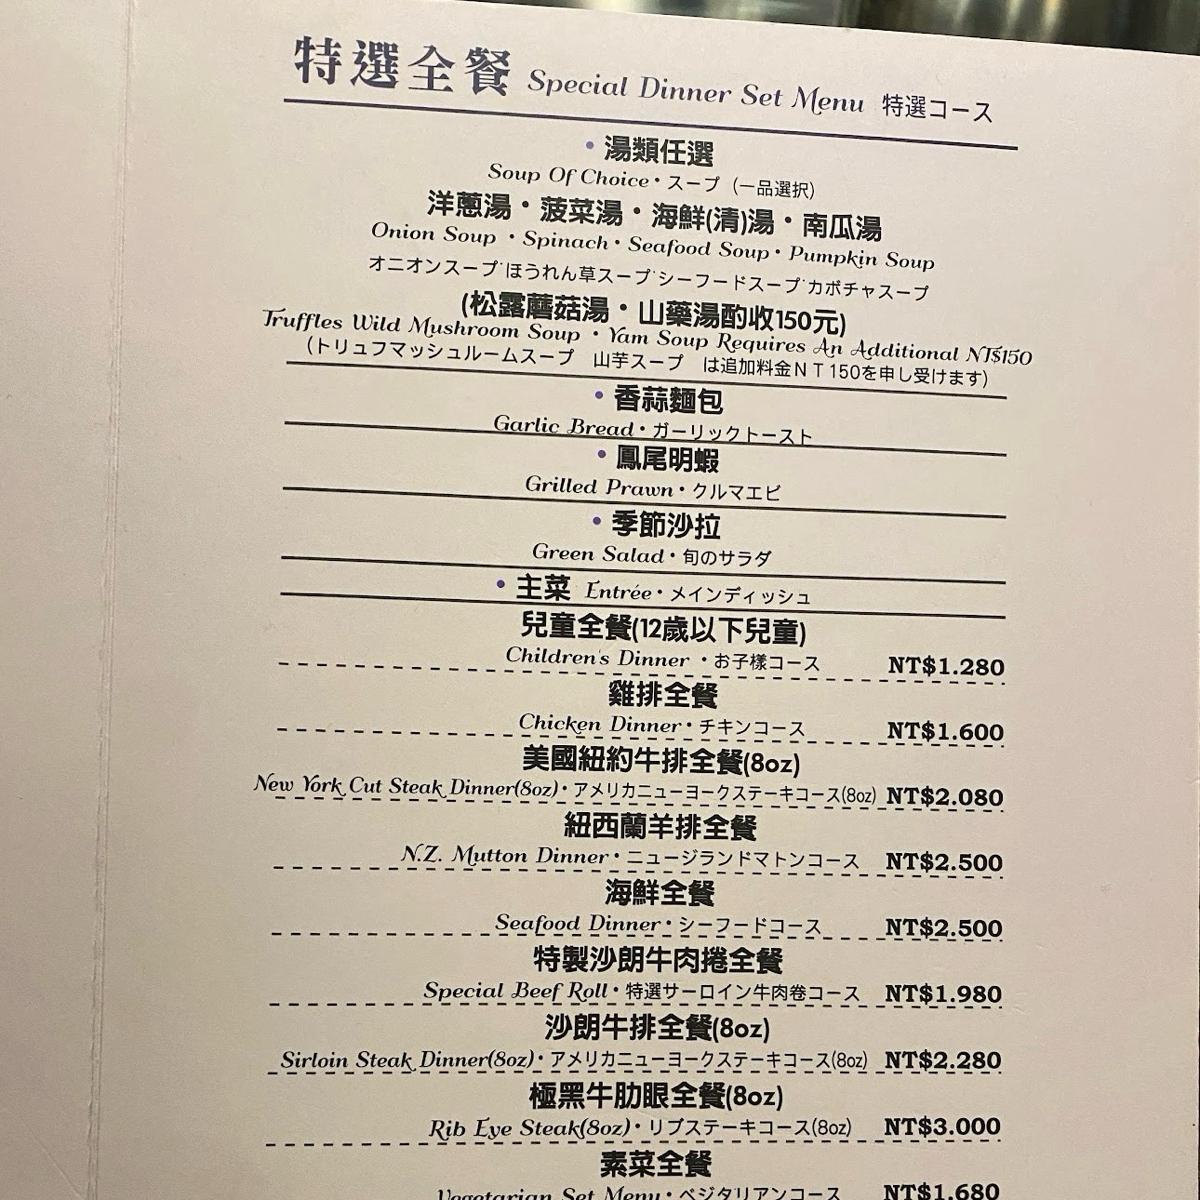 特選全餐 Special Dinner Set Menu 特選コース
• 湯類任選
Soup Of Choice・スープ（一品選択）
洋蔥湯・菠菜湯・海鮮(清)湯・南瓜湯
Onion Soup・Spinach・Seafood Soup・Pumpkin Soup
オニオンスープ・ほうれん草スープ・シーフードスープ・カボチャスープ
(松露蘑菇湯・山藥湯酌收150元)
Truffles Wild Mushroom Soup・Yam Soup Requires An Additional NT$150
（トリュフマッシュルームスープ　山芋スープ　は追加料金ＮＴ150を申し受けます）
• 香蒜麵包
Garlic Bread・ガーリックトースト
• 鳳尾明蝦
Grilled Prawn・クルマエビ
• 季節沙拉
Green Salad・旬のサラダ
• 主菜 Entrée・メインディッシュ
兒童全餐(12歲以下兒童)
Children's Dinner・お子様コース NT$1.280
雞排全餐
Chicken Dinner・チキンコース NT$1.600
美國紐約牛排全餐(8oz)
New York Cut Steak Dinner(8oz)・アメリカニューヨークステーキコース(8oz) NT$2.080
紐西蘭羊排全餐
N.Z. Mutton Dinner・ニュージランドマトンコース NT$2.500
海鮮全餐
Seafood Dinner・シーフードコース NT$2.500
特製沙朗牛肉捲全餐
Special Beef Roll・特選サーロイン牛肉卷コース NT$1.980
沙朗牛排全餐(8oz)
Sirloin Steak Dinner(8oz)・アメリカニューヨークステーキコース(8oz) NT$2.280
極黑牛肋眼全餐(8oz)
Rib Eye Steak(8oz)・リブステーキコース(8oz) NT$3.000
素菜全餐
Vegetarian Set Menu・ベジタリアンコース NT$1.680